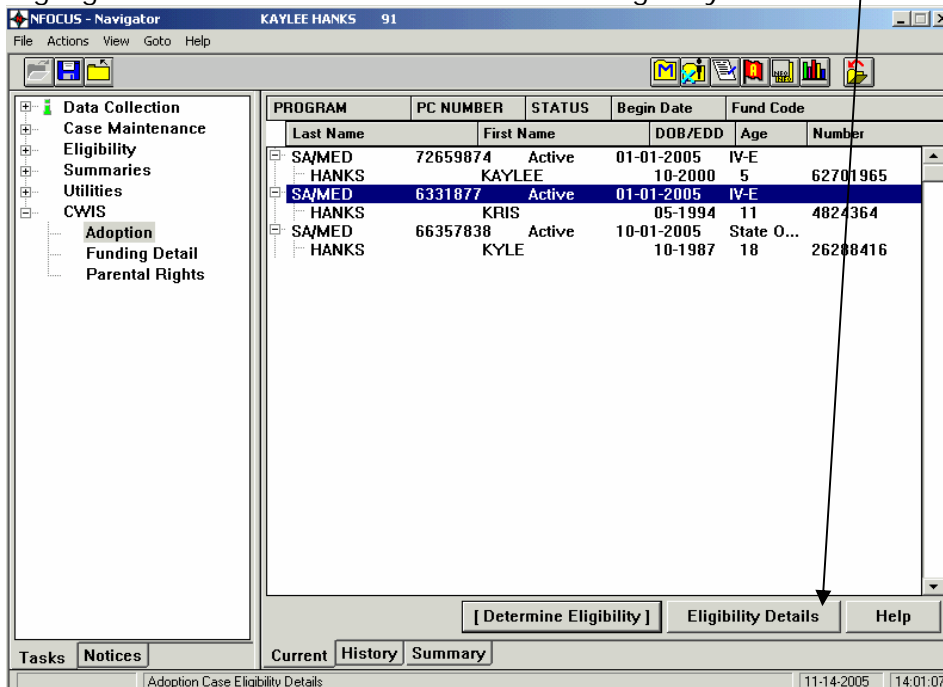 NFOCUS - Navigator KAYLEE HANKS 91
File Actions View Goto Help
Data Collection
Case Maintenance
Eligibility
Summaries
Utilities
CWIS
Adoption
Funding Detail
Parental Rights
Tasks Notices
PROGRAM PC NUMBER STATUS Begin Date Fund Code
Last Name First Name DOB/EDD Age Number
SA/MED 72659874 Active 01-01-2005 IV-E
HANKS KAYLEE 10-2000 5 62701965
SA/MED 6331877 Active 01-01-2005 IV-E
HANKS KRIS 05-1994 11 4824364
SA/MED 66357838 Active 10-01-2005 State O...
HANKS KYLE 10-1987 18 26288416
[ Determine Eligibility ] Eligibility Details Help
Current History Summary
Adoption Case Eligibility Details 11-14-2005 14:01:07